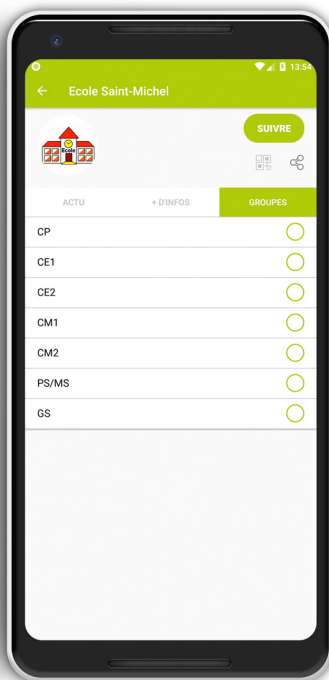 13:54
Ecole Saint-Michel
Ecole
SUIVRE
ACTU
+ D'INFOS
GROUPES
CP
CE1
CE2
CM1
CM2
PS/MS
GS